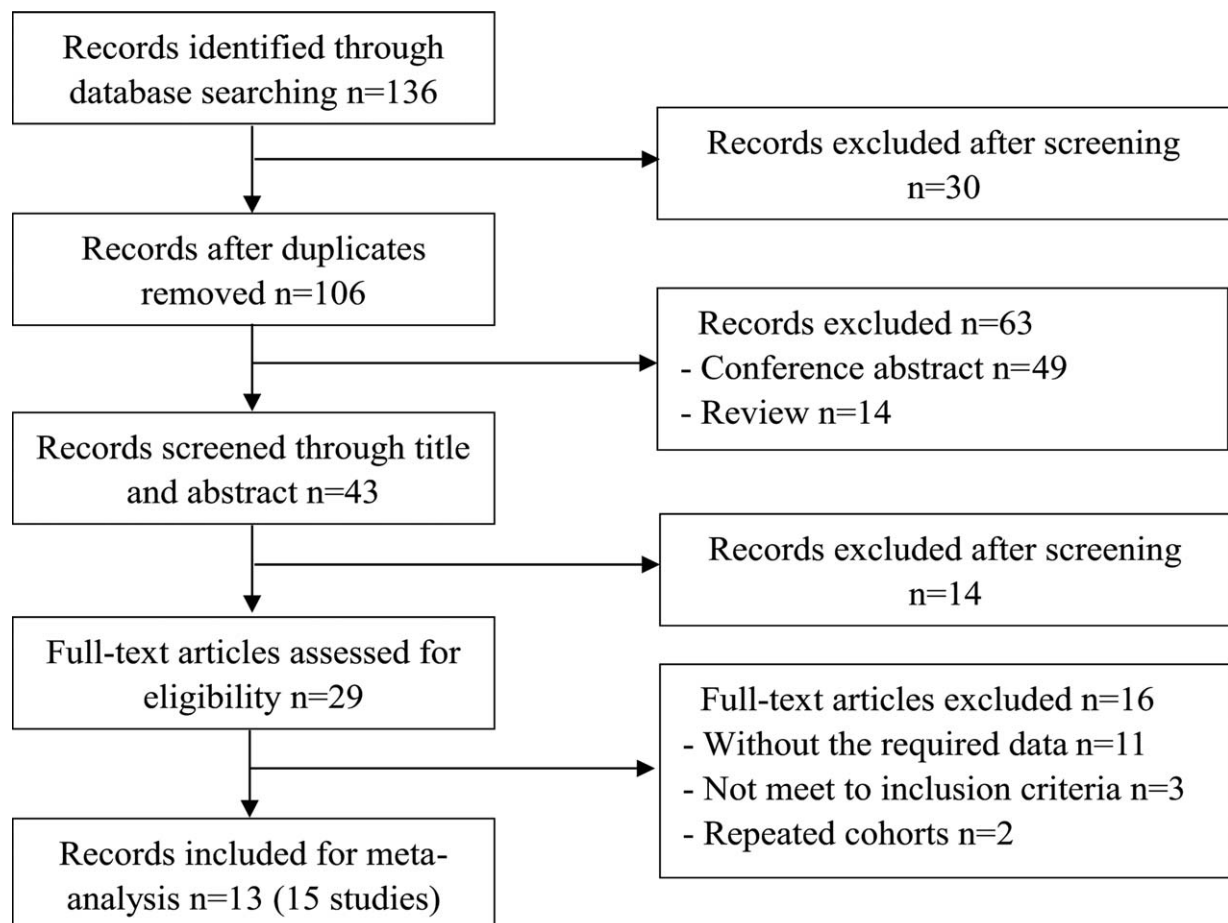 Records identified through
database searching n=136
Records excluded after screening
n=30
Records after duplicates
removed n=106
Records excluded n=63
- Conference abstract n=49
- Review n=14
Records screened through title
and abstract n=43
Records excluded after screening
n=14
Full-text articles assessed for
eligibility n=29
Full-text articles excluded n=16
- Without the required data n=11
- Not meet to inclusion criteria n=3
- Repeated cohorts n=2
Records included for meta-
analysis n=13 (15 studies)